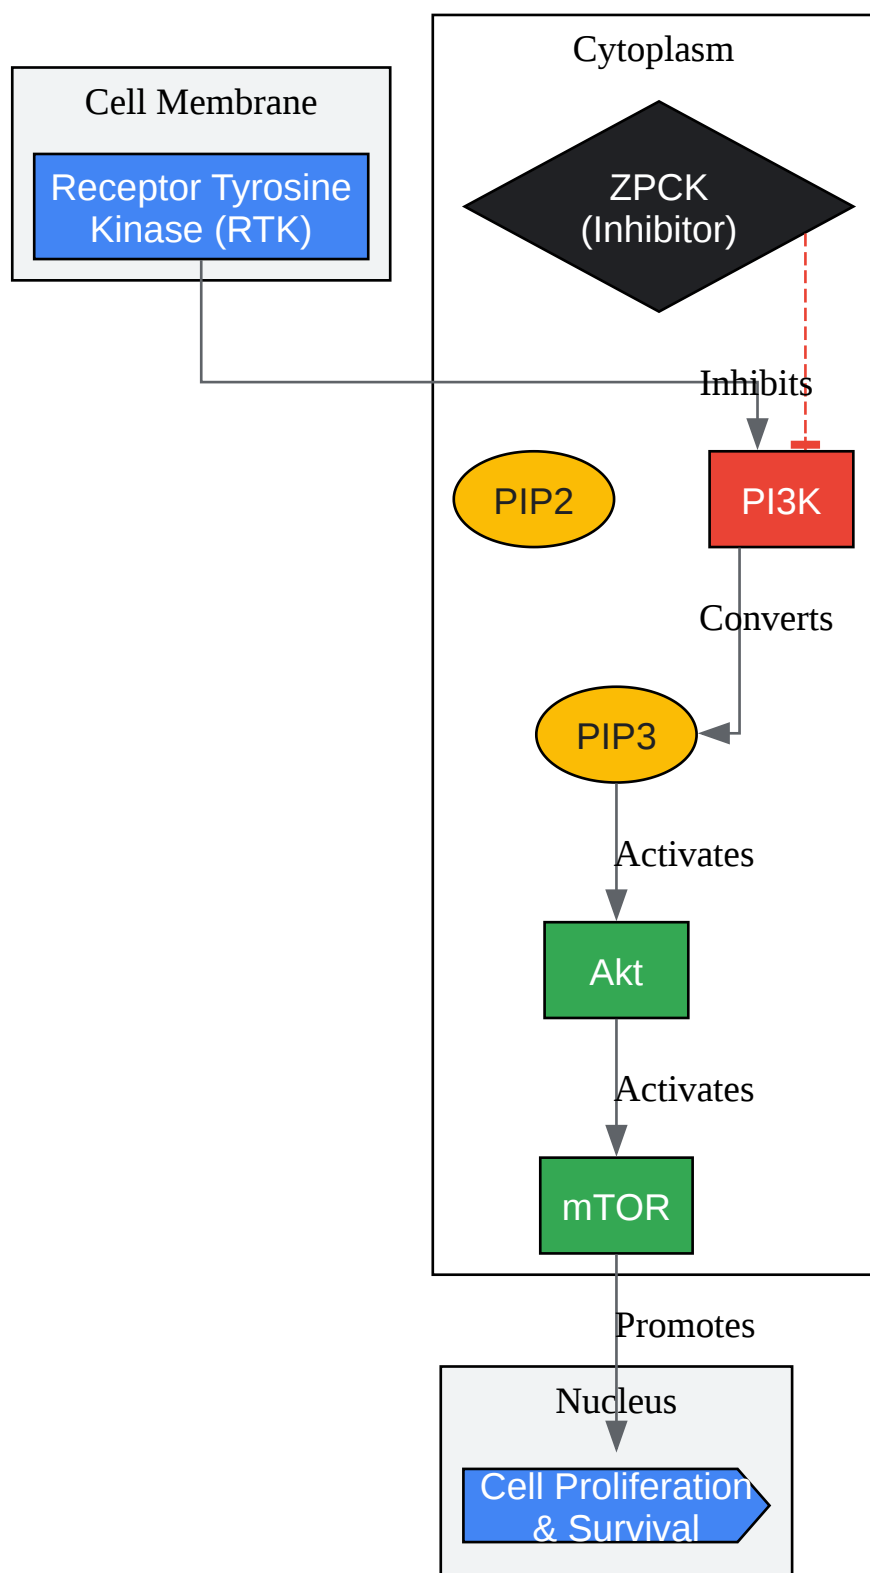 Cytoplasm
Cell Membrane
Receptor Tyrosine
Kinase (RTK)
ZPCK
(Inhibitor)
Inhibits
PIP2
PI3K
Converts
PIP3
Activates
Akt
Activates
mTOR
Promotes
Nucleus
Cell Proliferation
& Survival